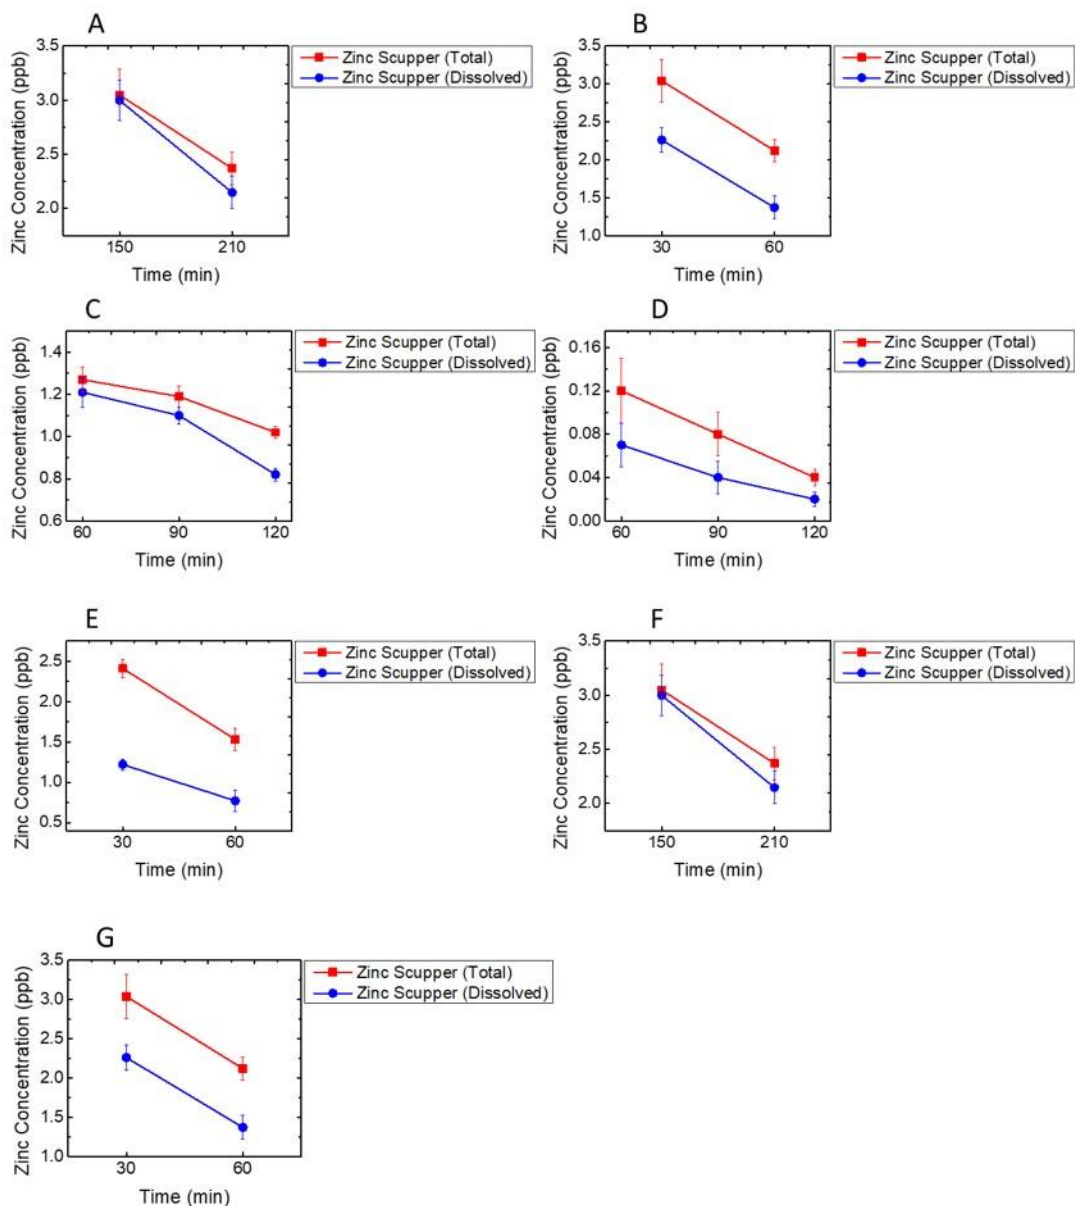 A
Zinc Concentration (ppb)
3.5
3.0
2.5
2.0
150
210
Time (min)
Zinc Scupper (Total)
Zinc Scupper (Dissolved)
B
Zinc Concentration (ppb)
3.5
3.0
2.5
2.0
1.5
1.0
30
60
Time (min)
Zinc Scupper (Total)
Zinc Scupper (Dissolved)
C
Zinc Concentration (ppb)
1.4
1.2
1.0
0.8
0.6
60
90
120
Time (min)
Zinc Scupper (Total)
Zinc Scupper (Dissolved)
D
Zinc Concentration (ppb)
0.16
0.12
0.08
0.04
0.00
60
90
120
Time (min)
Zinc Scupper (Total)
Zinc Scupper (Dissolved)
E
Zinc Concentration (ppb)
2.5
2.0
1.5
1.0
0.5
30
60
Time (min)
Zinc Scupper (Total)
Zinc Scupper (Dissolved)
F
Zinc Concentration (ppb)
3.5
3.0
2.5
2.0
150
210
Time (min)
Zinc Scupper (Total)
Zinc Scupper (Dissolved)
G
Zinc Concentration (ppb)
3.5
3.0
2.5
2.0
1.5
1.0
30
60
Time (min)
Zinc Scupper (Total)
Zinc Scupper (Dissolved)